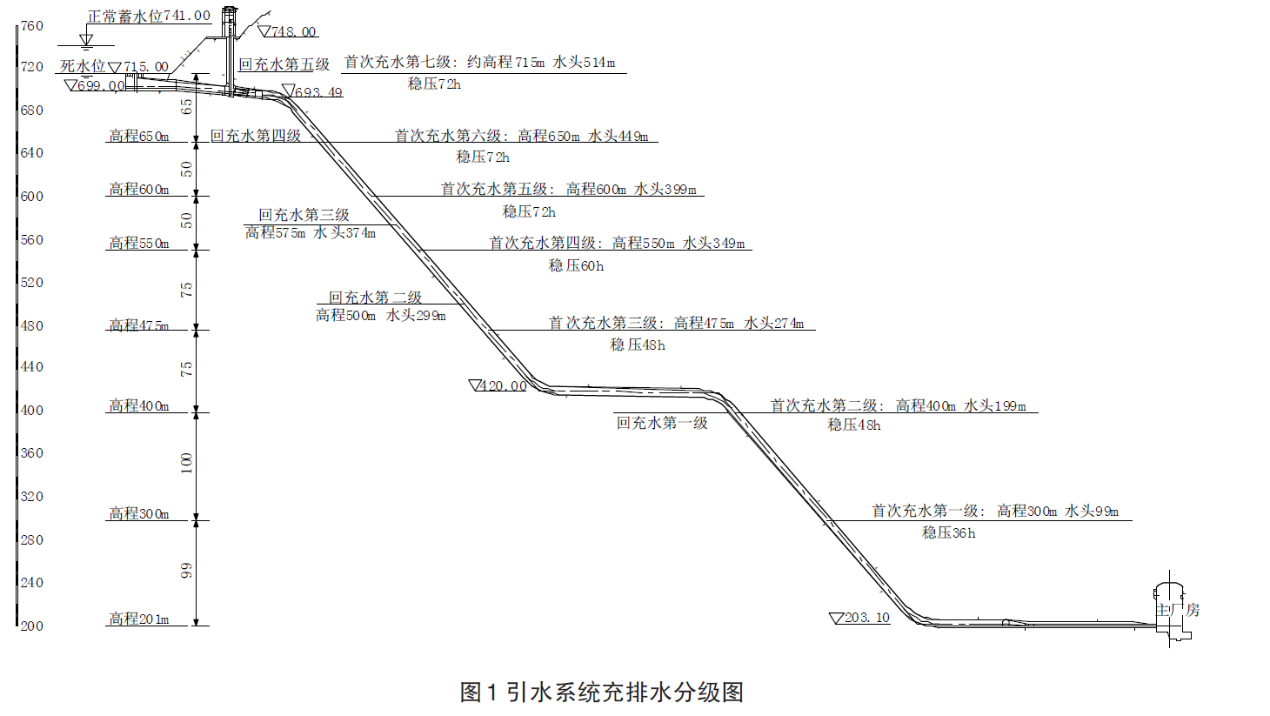 760
正常蓄水位741.00
748.00
720
死水位
715.00
回充水第五级
首次充水第七级：约高程715m 水头514m
稳压72h
699.00
693.49
680
65
高程650m
回充水第四级
首次充水第六级：高程650m 水头449m
稳压72h
640
50
600
高程600m
首次充水第五级：高程600m 水头399m
稳压72h
回充水第三级
高程575m 水头374m
50
560
高程550m
首次充水第四级：高程550m 水头349m
稳压60h
520
75
回充水第二级
高程500m 水头299m
480
高程475m
首次充水第三级：高程475m 水头274m
稳压48h
440
75
420.00
400
高程400m
首次充水第二级：高程400m 水头199m
稳压48h
回充水第一级
360
100
320
高程300m
首次充水第一级：高程300m 水头99m
稳压36h
280
99
240
高程201m
203.10
主厂房
200
图1 引水系统充排水分级图